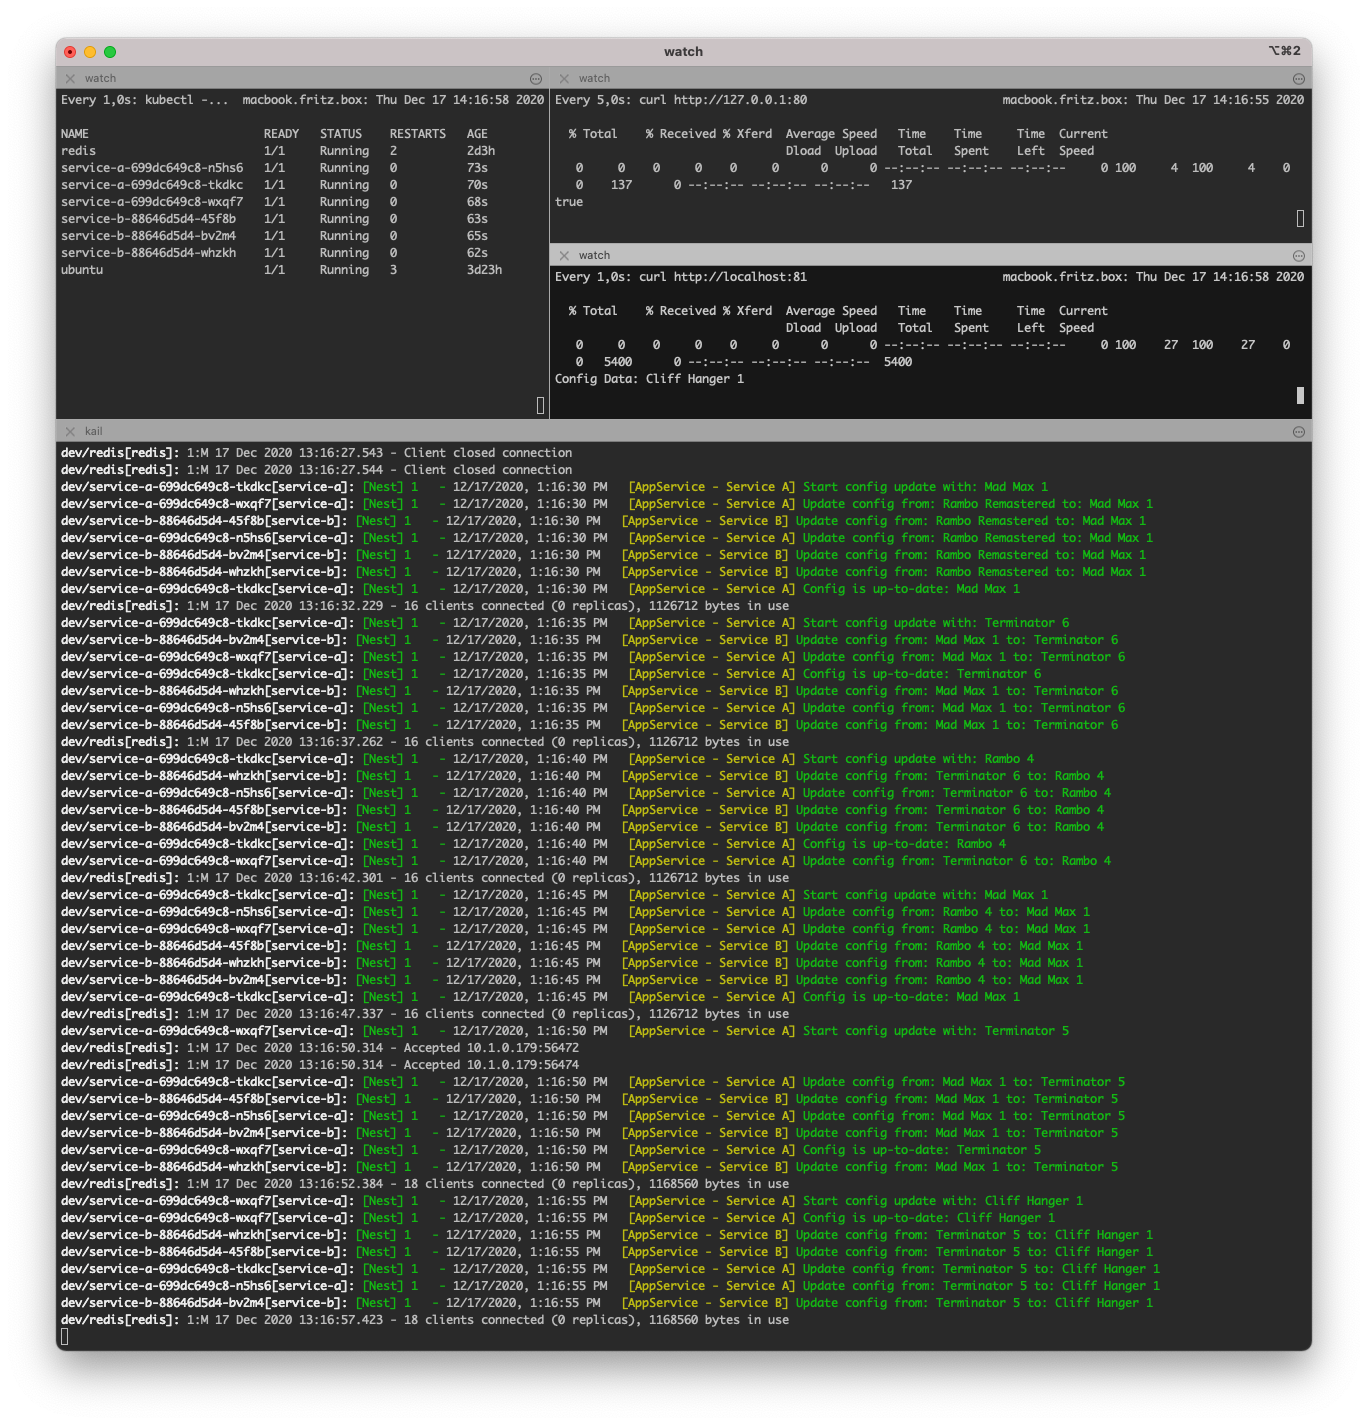 watch
⌥⌘2
watch
Every 1,0s: kubectl -... macbook.fritz.box: Thu Dec 17 14:16:58 2020
NAME READY STATUS RESTARTS AGE
redis 1/1 Running 2 2d3h
service-a-699dc649c8-n5hs6 1/1 Running 0 73s
service-a-699dc649c8-tkdkc 1/1 Running 0 70s
service-a-699dc649c8-wxqf7 1/1 Running 0 68s
service-b-88646d5d4-45f8b 1/1 Running 0 63s
service-b-88646d5d4-bv2m4 1/1 Running 0 65s
service-b-88646d5d4-whzkh 1/1 Running 0 62s
ubuntu 1/1 Running 3 3d23h
watch
Every 5,0s: curl http://127.0.0.1:80 macbook.fritz.box: Thu Dec 17 14:16:55 2020
% Total % Received % Xferd Average Speed Time Time Time Current
Dload Upload Total Spent Left Speed
0 0 0 0 0 0 0 0 --:--:-- --:--:-- --:--:-- 0 100 4 100 4 0
0 137 0 --:--:-- --:--:-- --:--:-- 137
true
watch
Every 1,0s: curl http://localhost:81 macbook.fritz.box: Thu Dec 17 14:16:58 2020
% Total % Received % Xferd Average Speed Time Time Time Current
Dload Upload Total Spent Left Speed
0 0 0 0 0 0 0 0 --:--:-- --:--:-- --:--:-- 0 100 27 100 27 0
0 5400 0 --:--:-- --:--:-- --:--:-- 5400
Config Data: Cliff Hanger 1
kail
dev/redis[redis]: 1:M 17 Dec 2020 13:16:27.543 - Client closed connection
dev/redis[redis]: 1:M 17 Dec 2020 13:16:27.544 - Client closed connection
dev/service-a-699dc649c8-tkdkc[service-a]: [Nest] 1 - 12/17/2020, 1:16:30 PM [AppService - Service A] Start config update with: Mad Max 1
dev/service-a-699dc649c8-wxqf7[service-a]: [Nest] 1 - 12/17/2020, 1:16:30 PM [AppService - Service A] Update config from: Rambo Remastered to: Mad Max 1
dev/service-b-88646d5d4-45f8b[service-b]: [Nest] 1 - 12/17/2020, 1:16:30 PM [AppService - Service B] Update config from: Rambo Remastered to: Mad Max 1
dev/service-a-699dc649c8-n5hs6[service-a]: [Nest] 1 - 12/17/2020, 1:16:30 PM [AppService - Service A] Update config from: Rambo Remastered to: Mad Max 1
dev/service-b-88646d5d4-bv2m4[service-b]: [Nest] 1 - 12/17/2020, 1:16:30 PM [AppService - Service B] Update config from: Rambo Remastered to: Mad Max 1
dev/service-b-88646d5d4-whzkh[service-b]: [Nest] 1 - 12/17/2020, 1:16:30 PM [AppService - Service B] Update config from: Rambo Remastered to: Mad Max 1
dev/service-a-699dc649c8-tkdkc[service-a]: [Nest] 1 - 12/17/2020, 1:16:30 PM [AppService - Service A] Config is up-to-date: Mad Max 1
dev/redis[redis]: 1:M 17 Dec 2020 13:16:32.229 - 16 clients connected (0 replicas), 1126712 bytes in use
dev/service-a-699dc649c8-tkdkc[service-a]: [Nest] 1 - 12/17/2020, 1:16:35 PM [AppService - Service A] Start config update with: Terminator 6
dev/service-b-88646d5d4-bv2m4[service-b]: [Nest] 1 - 12/17/2020, 1:16:35 PM [AppService - Service B] Update config from: Mad Max 1 to: Terminator 6
dev/service-a-699dc649c8-wxqf7[service-a]: [Nest] 1 - 12/17/2020, 1:16:35 PM [AppService - Service A] Update config from: Mad Max 1 to: Terminator 6
dev/service-a-699dc649c8-tkdkc[service-a]: [Nest] 1 - 12/17/2020, 1:16:35 PM [AppService - Service A] Config is up-to-date: Terminator 6
dev/service-b-88646d5d4-whzkh[service-b]: [Nest] 1 - 12/17/2020, 1:16:35 PM [AppService - Service B] Update config from: Mad Max 1 to: Terminator 6
dev/service-a-699dc649c8-n5hs6[service-a]: [Nest] 1 - 12/17/2020, 1:16:35 PM [AppService - Service A] Update config from: Mad Max 1 to: Terminator 6
dev/service-b-88646d5d4-45f8b[service-b]: [Nest] 1 - 12/17/2020, 1:16:35 PM [AppService - Service B] Update config from: Mad Max 1 to: Terminator 6
dev/redis[redis]: 1:M 17 Dec 2020 13:16:37.262 - 16 clients connected (0 replicas), 1126712 bytes in use
dev/service-a-699dc649c8-tkdkc[service-a]: [Nest] 1 - 12/17/2020, 1:16:40 PM [AppService - Service A] Start config update with: Rambo 4
dev/service-b-88646d5d4-whzkh[service-b]: [Nest] 1 - 12/17/2020, 1:16:40 PM [AppService - Service B] Update config from: Terminator 6 to: Rambo 4
dev/service-a-699dc649c8-n5hs6[service-a]: [Nest] 1 - 12/17/2020, 1:16:40 PM [AppService - Service A] Update config from: Terminator 6 to: Rambo 4
dev/service-b-88646d5d4-45f8b[service-b]: [Nest] 1 - 12/17/2020, 1:16:40 PM [AppService - Service B] Update config from: Terminator 6 to: Rambo 4
dev/service-b-88646d5d4-bv2m4[service-b]: [Nest] 1 - 12/17/2020, 1:16:40 PM [AppService - Service B] Update config from: Terminator 6 to: Rambo 4
dev/service-a-699dc649c8-tkdkc[service-a]: [Nest] 1 - 12/17/2020, 1:16:40 PM [AppService - Service A] Config is up-to-date: Rambo 4
dev/service-a-699dc649c8-wxqf7[service-a]: [Nest] 1 - 12/17/2020, 1:16:40 PM [AppService - Service A] Update config from: Terminator 6 to: Rambo 4
dev/redis[redis]: 1:M 17 Dec 2020 13:16:42.301 - 16 clients connected (0 replicas), 1126712 bytes in use
dev/service-a-699dc649c8-tkdkc[service-a]: [Nest] 1 - 12/17/2020, 1:16:45 PM [AppService - Service A] Start config update with: Mad Max 1
dev/service-a-699dc649c8-n5hs6[service-a]: [Nest] 1 - 12/17/2020, 1:16:45 PM [AppService - Service A] Update config from: Rambo 4 to: Mad Max 1
dev/service-a-699dc649c8-wxqf7[service-a]: [Nest] 1 - 12/17/2020, 1:16:45 PM [AppService - Service A] Update config from: Rambo 4 to: Mad Max 1
dev/service-b-88646d5d4-45f8b[service-b]: [Nest] 1 - 12/17/2020, 1:16:45 PM [AppService - Service B] Update config from: Rambo 4 to: Mad Max 1
dev/service-b-88646d5d4-whzkh[service-b]: [Nest] 1 - 12/17/2020, 1:16:45 PM [AppService - Service B] Update config from: Rambo 4 to: Mad Max 1
dev/service-b-88646d5d4-bv2m4[service-b]: [Nest] 1 - 12/17/2020, 1:16:45 PM [AppService - Service B] Update config from: Rambo 4 to: Mad Max 1
dev/service-a-699dc649c8-tkdkc[service-a]: [Nest] 1 - 12/17/2020, 1:16:45 PM [AppService - Service A] Config is up-to-date: Mad Max 1
dev/redis[redis]: 1:M 17 Dec 2020 13:16:47.337 - 16 clients connected (0 replicas), 1126712 bytes in use
dev/service-a-699dc649c8-wxqf7[service-a]: [Nest] 1 - 12/17/2020, 1:16:50 PM [AppService - Service A] Start config update with: Terminator 5
dev/redis[redis]: 1:M 17 Dec 2020 13:16:50.314 - Accepted 10.1.0.179:56472
dev/redis[redis]: 1:M 17 Dec 2020 13:16:50.314 - Accepted 10.1.0.179:56474
dev/service-a-699dc649c8-tkdkc[service-a]: [Nest] 1 - 12/17/2020, 1:16:50 PM [AppService - Service A] Update config from: Mad Max 1 to: Terminator 5
dev/service-b-88646d5d4-45f8b[service-b]: [Nest] 1 - 12/17/2020, 1:16:50 PM [AppService - Service B] Update config from: Mad Max 1 to: Terminator 5
dev/service-a-699dc649c8-n5hs6[service-a]: [Nest] 1 - 12/17/2020, 1:16:50 PM [AppService - Service A] Update config from: Mad Max 1 to: Terminator 5
dev/service-b-88646d5d4-bv2m4[service-b]: [Nest] 1 - 12/17/2020, 1:16:50 PM [AppService - Service B] Update config from: Mad Max 1 to: Terminator 5
dev/service-a-699dc649c8-wxqf7[service-a]: [Nest] 1 - 12/17/2020, 1:16:50 PM [AppService - Service A] Config is up-to-date: Terminator 5
dev/service-b-88646d5d4-whzkh[service-b]: [Nest] 1 - 12/17/2020, 1:16:50 PM [AppService - Service B] Update config from: Mad Max 1 to: Terminator 5
dev/redis[redis]: 1:M 17 Dec 2020 13:16:52.384 - 18 clients connected (0 replicas), 1168560 bytes in use
dev/service-a-699dc649c8-wxqf7[service-a]: [Nest] 1 - 12/17/2020, 1:16:55 PM [AppService - Service A] Start config update with: Cliff Hanger 1
dev/service-a-699dc649c8-wxqf7[service-a]: [Nest] 1 - 12/17/2020, 1:16:55 PM [AppService - Service A] Config is up-to-date: Cliff Hanger 1
dev/service-b-88646d5d4-whzkh[service-b]: [Nest] 1 - 12/17/2020, 1:16:55 PM [AppService - Service B] Update config from: Terminator 5 to: Cliff Hanger 1
dev/service-b-88646d5d4-45f8b[service-b]: [Nest] 1 - 12/17/2020, 1:16:55 PM [AppService - Service B] Update config from: Terminator 5 to: Cliff Hanger 1
dev/service-a-699dc649c8-tkdkc[service-a]: [Nest] 1 - 12/17/2020, 1:16:55 PM [AppService - Service A] Update config from: Terminator 5 to: Cliff Hanger 1
dev/service-a-699dc649c8-n5hs6[service-a]: [Nest] 1 - 12/17/2020, 1:16:55 PM [AppService - Service A] Update config from: Terminator 5 to: Cliff Hanger 1
dev/service-b-88646d5d4-bv2m4[service-b]: [Nest] 1 - 12/17/2020, 1:16:55 PM [AppService - Service B] Update config from: Terminator 5 to: Cliff Hanger 1
dev/redis[redis]: 1:M 17 Dec 2020 13:16:57.423 - 18 clients connected (0 replicas), 1168560 bytes in use